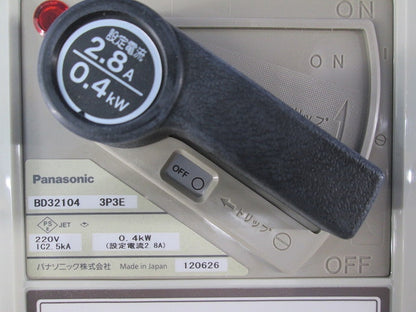 ON
設定電流
2.8A
0.4kW
ON
トリップ
OFF
Panasonic
BD32104 3P3E
PS E JET
←トリップ
220V
IC2.5kA
0.4kW
(設定電流2.8A)
パナソニック株式会社 Made in Japan 120626
OFF